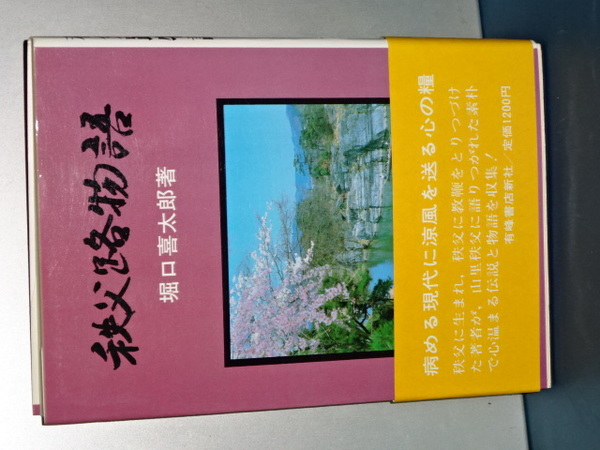 秩父路物語
堀口喜太郎著
病める現代に涼風を送る心の糧
秩父に生まれ、秩父に教鞭をとりつづけ
た著者が、山里秩父に語りつがれた素朴
で心温まる伝説と物語を収集！
有峰書店新社／定価1200円